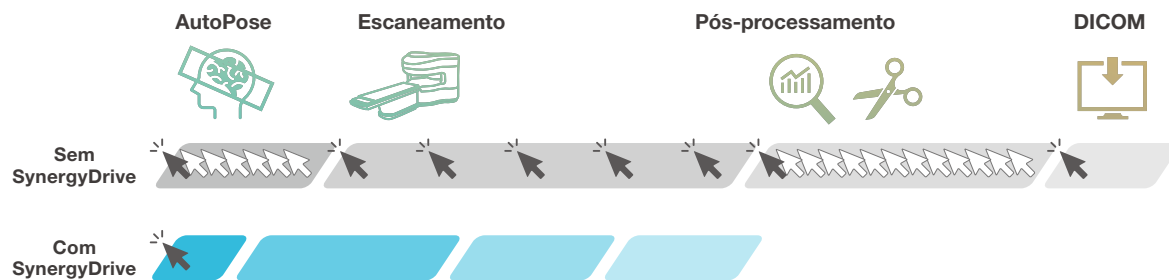 AutoPose
Escaneamento
Pós-processamento
DICOM
Sem
SynergyDrive
Com
SynergyDrive